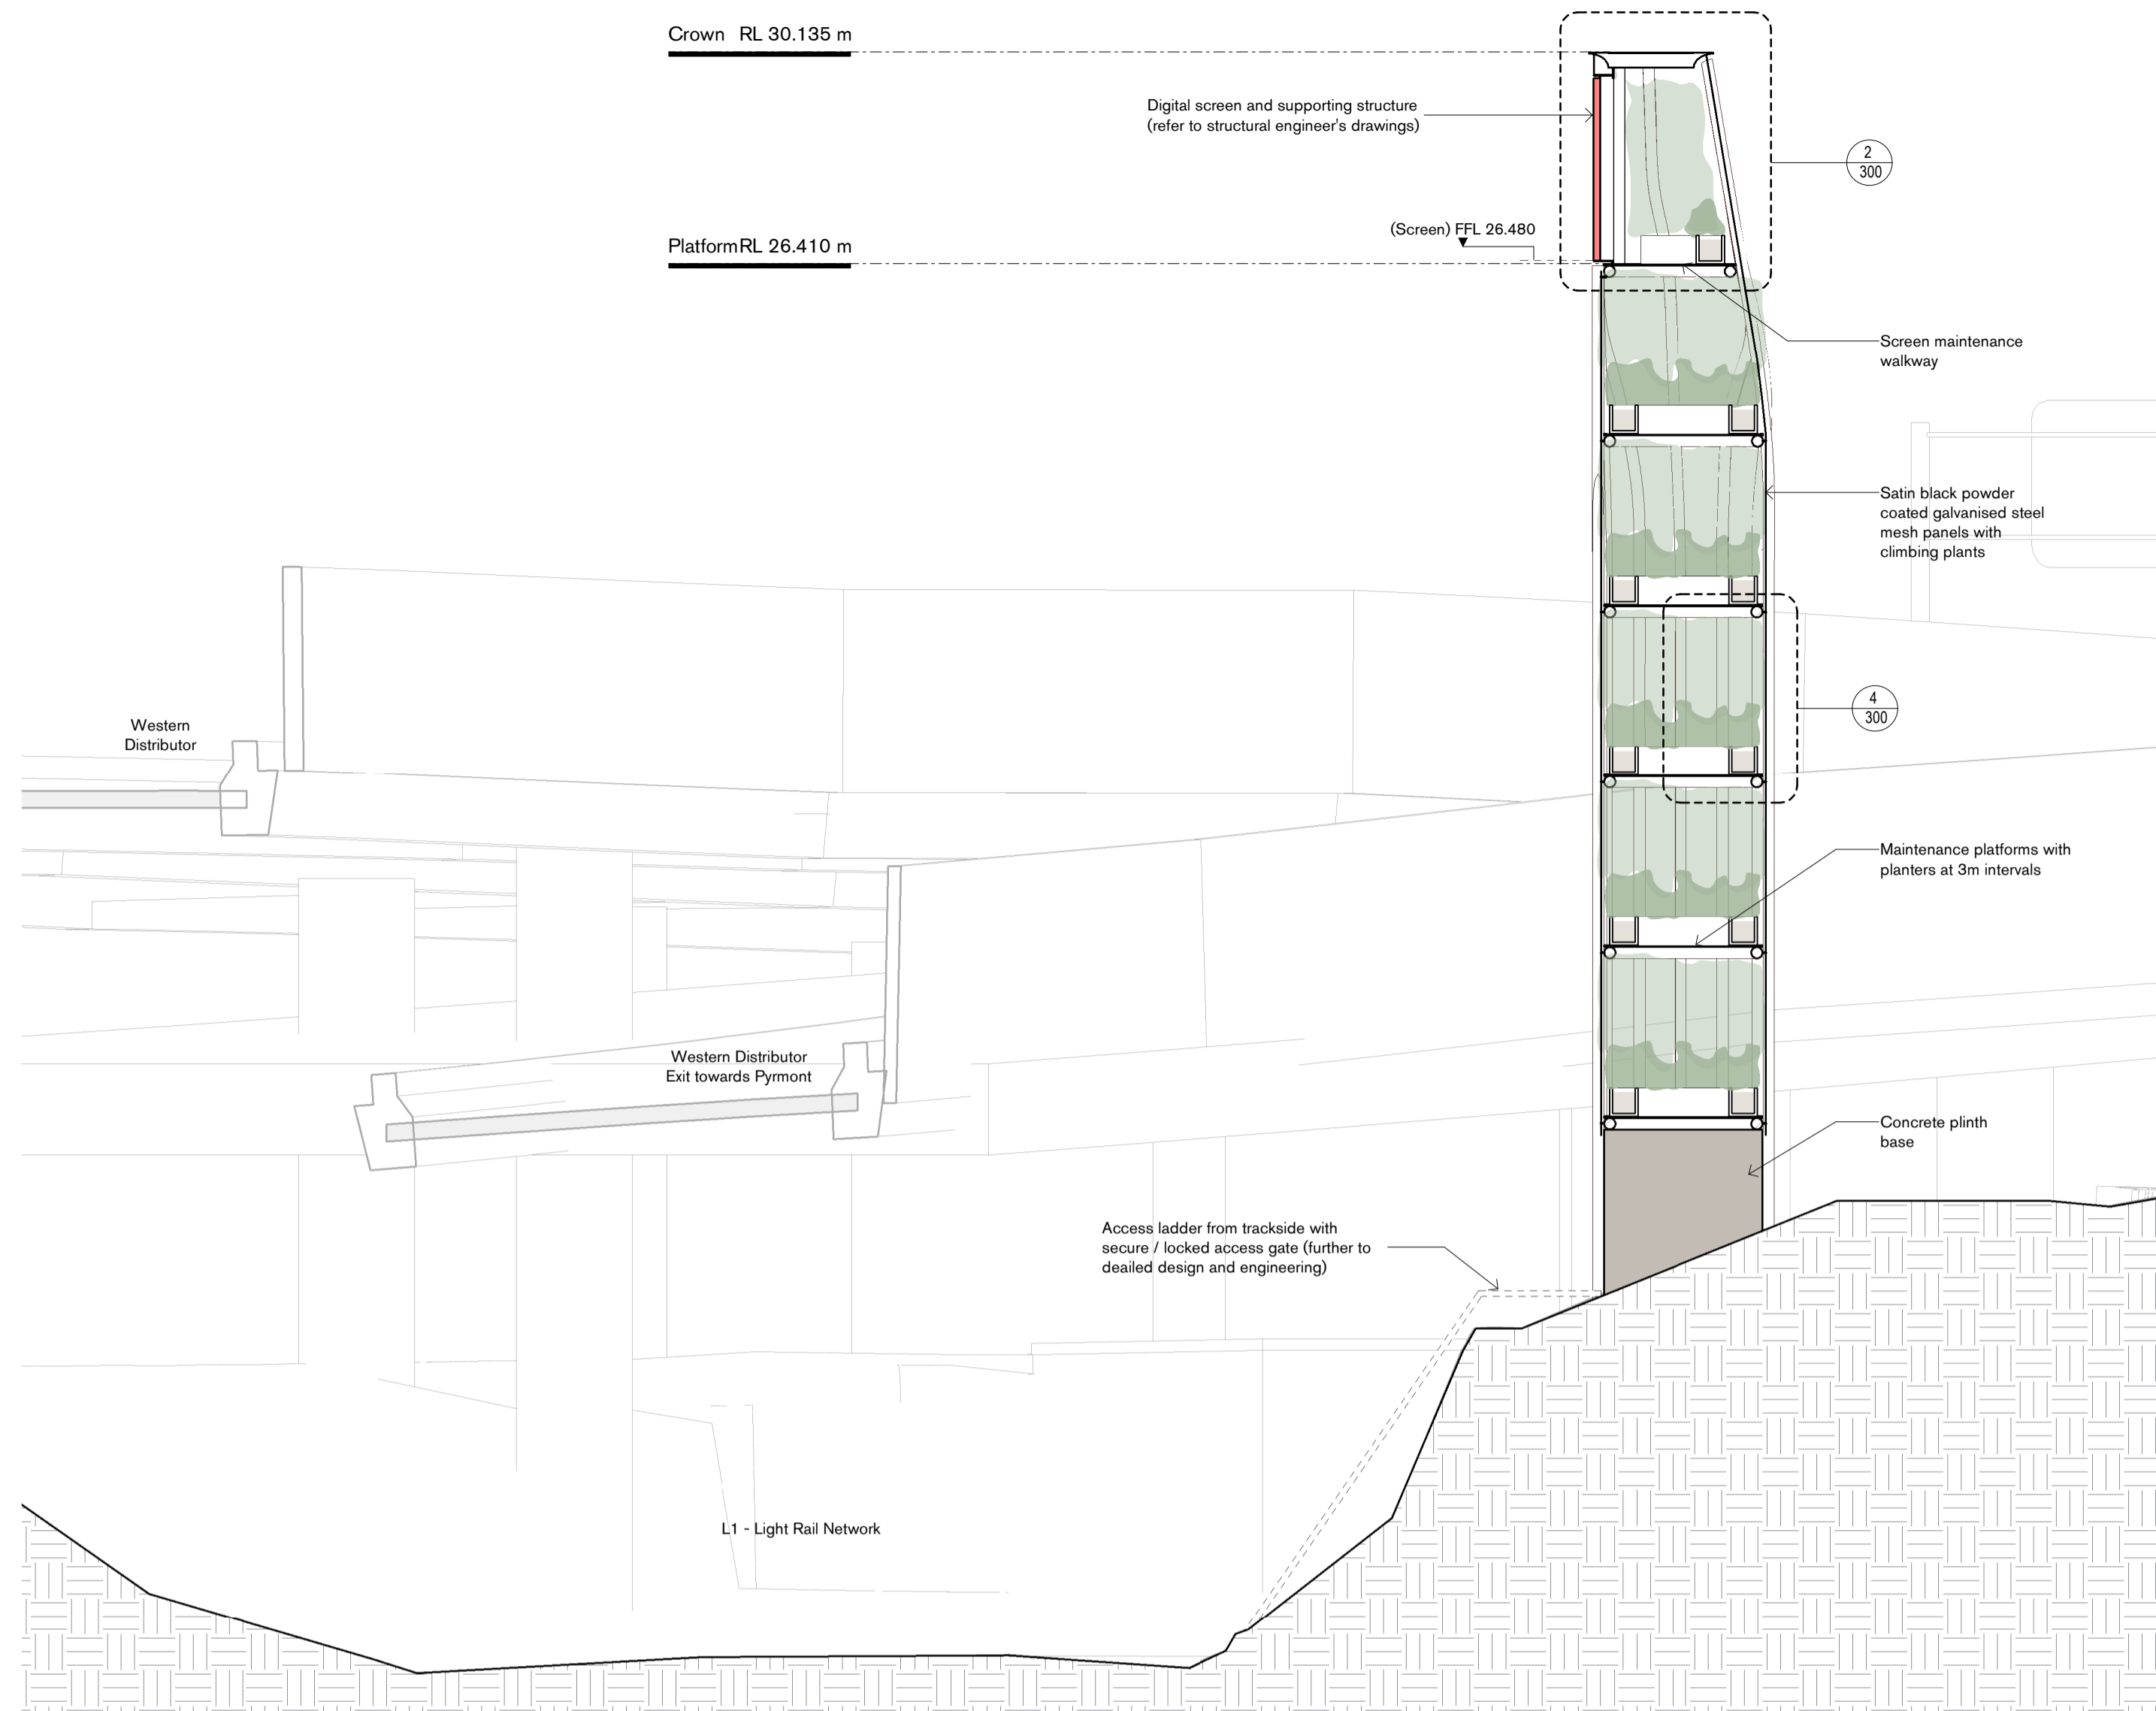 Crown RL 30.135 m
Digital screen and supporting structure
(refer to structural engineer's drawings)
2
300
(Screen) FFL 26.480
Platform RL 26.410 m
Screen maintenance
walkway
Satin black powder
coated galvanised steel
mesh panels with
climbing plants
4
300
Western
Distributor
Maintenance platforms with
planters at 3m intervals
Western Distributor
Exit towards Pyrmont
Concrete plinth
base
Access ladder from trackside with
secure / locked access gate (further to
deailed design and engineering)
L1 - Light Rail Network